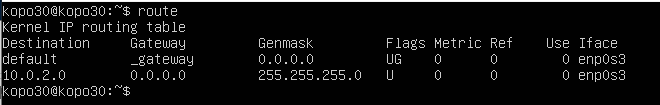 kopo30@kopo30:~$ route
Kernel IP routing table
Destination     Gateway         Genmask         Flags Metric Ref    Use Iface
default         _gateway        0.0.0.0         UG    0      0        0 enp0s3
10.0.2.0        0.0.0.0         255.255.255.0   U     0      0        0 enp0s3
kopo30@kopo30:~$